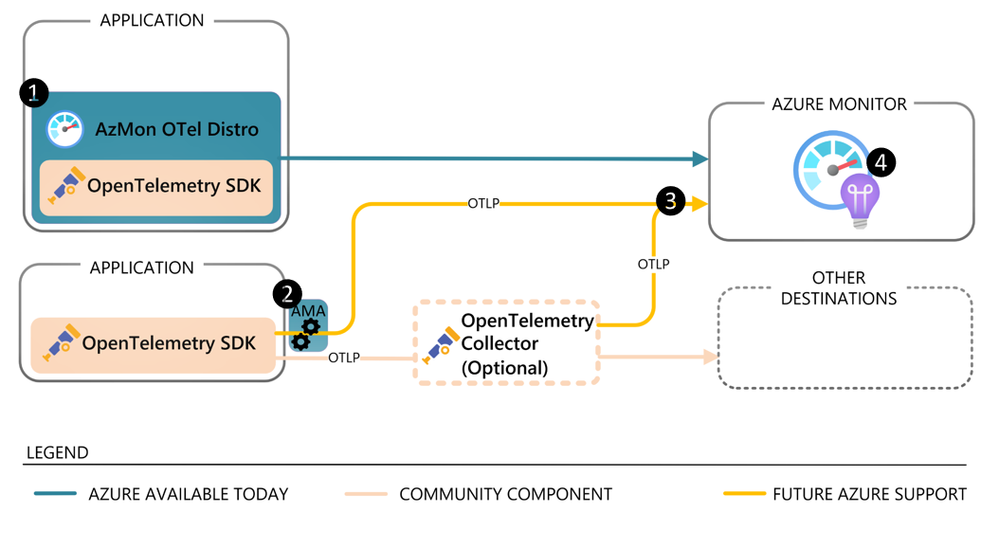 APPLICATION
1
AzMon OTel Distro
OpenTelemetry SDK
AZURE MONITOR
4
OTLP
3
APPLICATION
2
AMA
OpenTelemetry SDK
OTLP
OpenTelemetry
Collector
(Optional)
OTLP
OTHER
DESTINATIONS
LEGEND
AZURE AVAILABLE TODAY
COMMUNITY COMPONENT
FUTURE AZURE SUPPORT